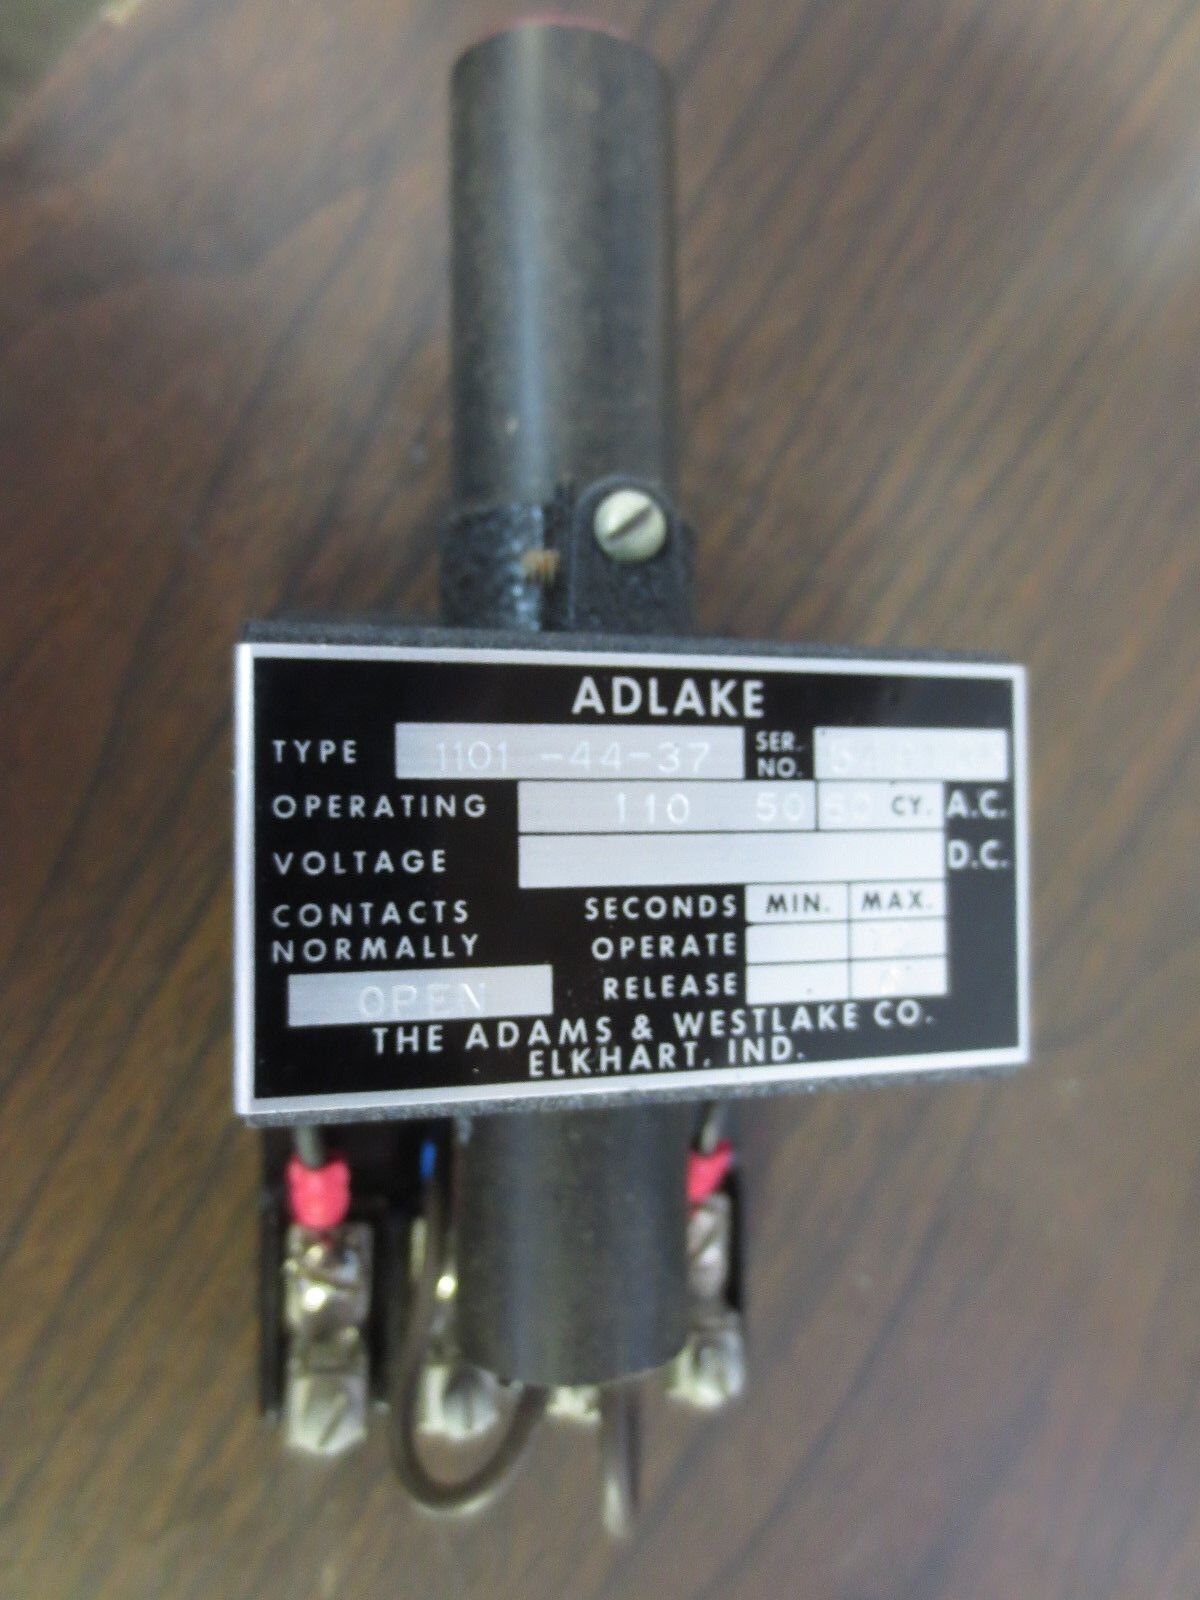 ADLAKE
TYPE 1101-44-37 SER. NO.
OPERATING 110 50 60 CY. A.C.
VOLTAGE D.C.
CONTACTS SECONDS MIN. MAX.
NORMALLY OPERATE
OPEN RELEASE
THE ADAMS & WESTLAKE CO.
ELKHART, IND.